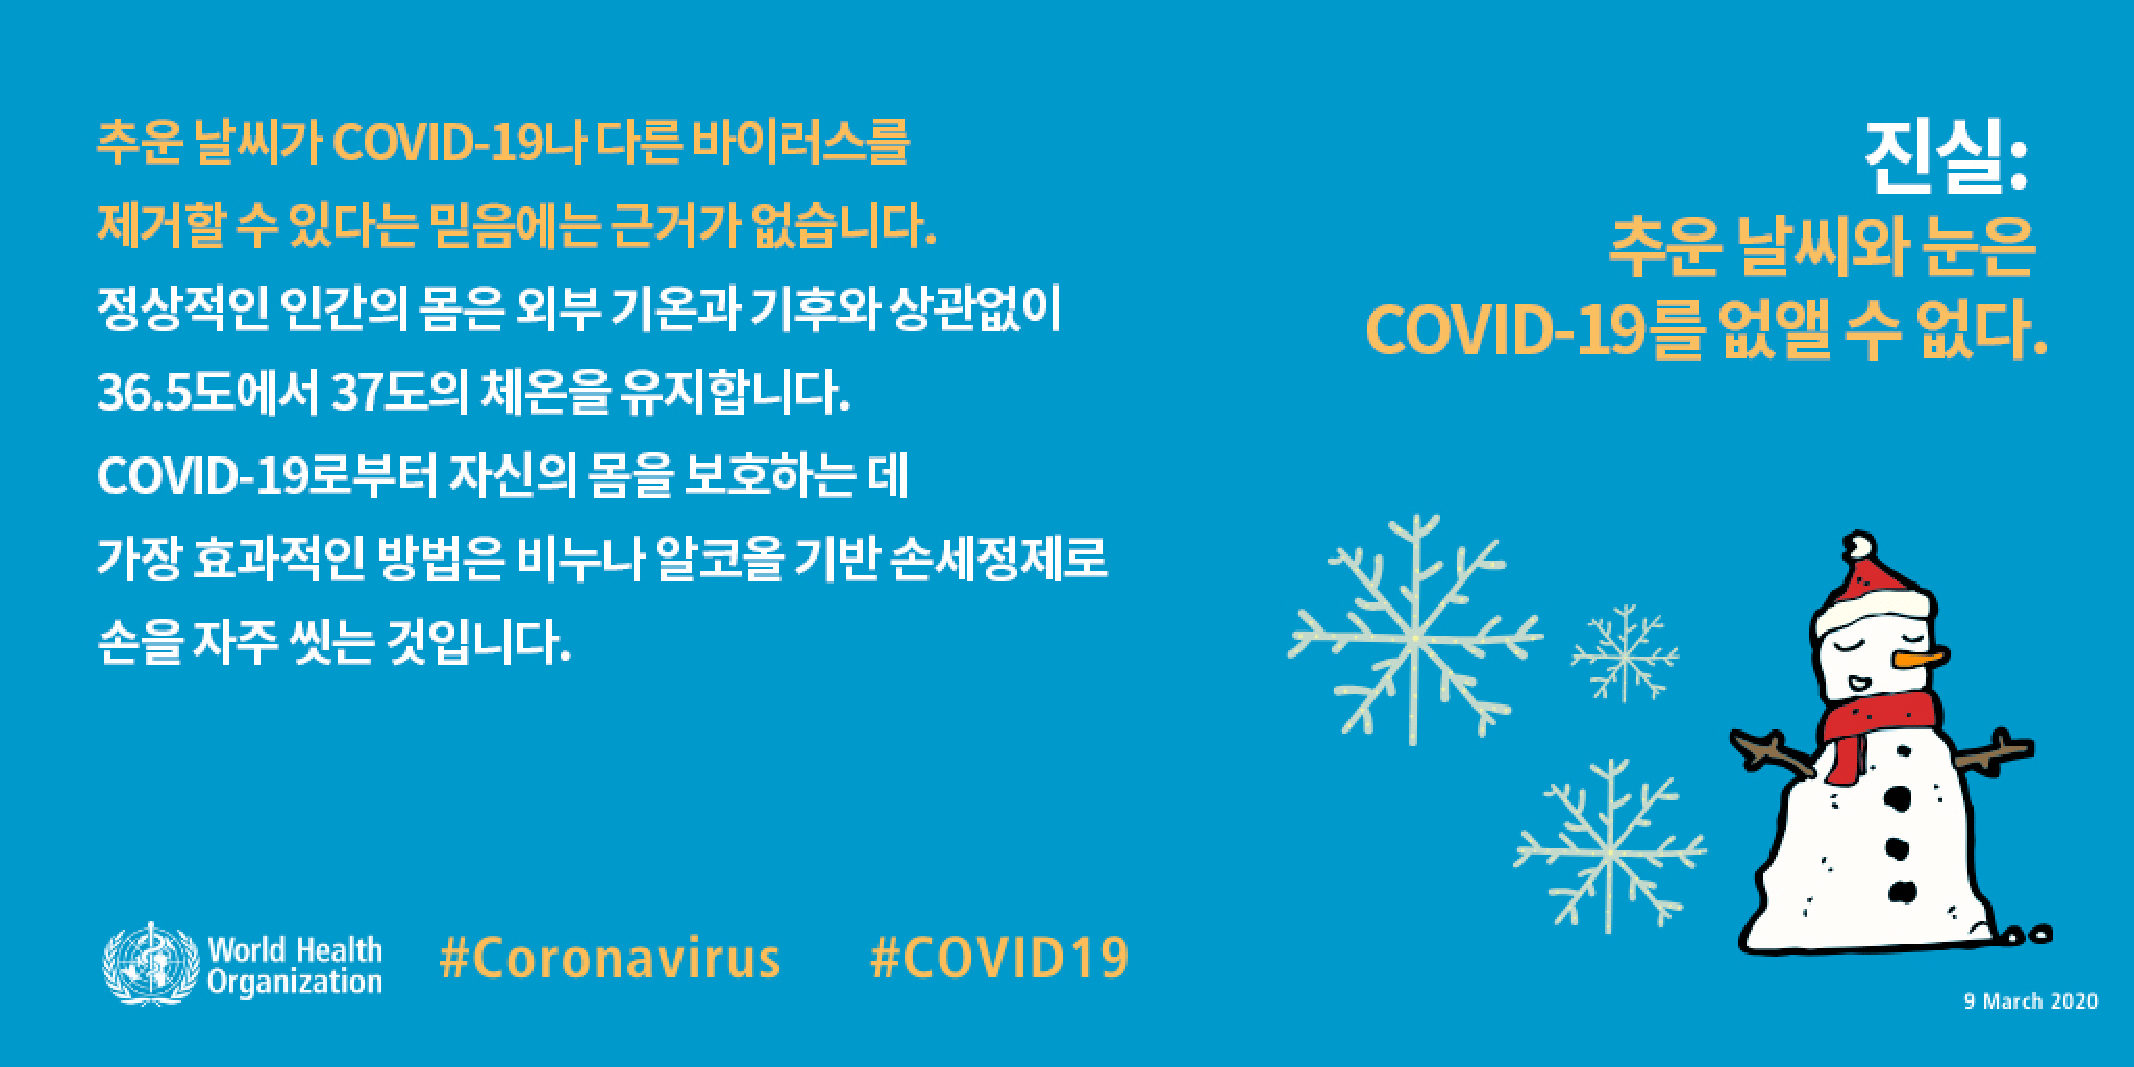 추운 날씨가 COVID-19나 다른 바이러스를
제거할 수 있다는 믿음에는 근거가 없습니다.
정상적인 인간의 몸은 외부 기온과 기후와 상관없이
36.5도에서 37도의 체온을 유지합니다.
COVID-19로부터 자신의 몸을 보호하는 데
가장 효과적인 방법은 비누나 알코올 기반 손세정제로
손을 자주 씻는 것입니다.
진실:
추운 날씨와 눈은
COVID-19를 없앨 수 없다.
World Health
Organization
#Coronavirus #COVID19
9 March 2020